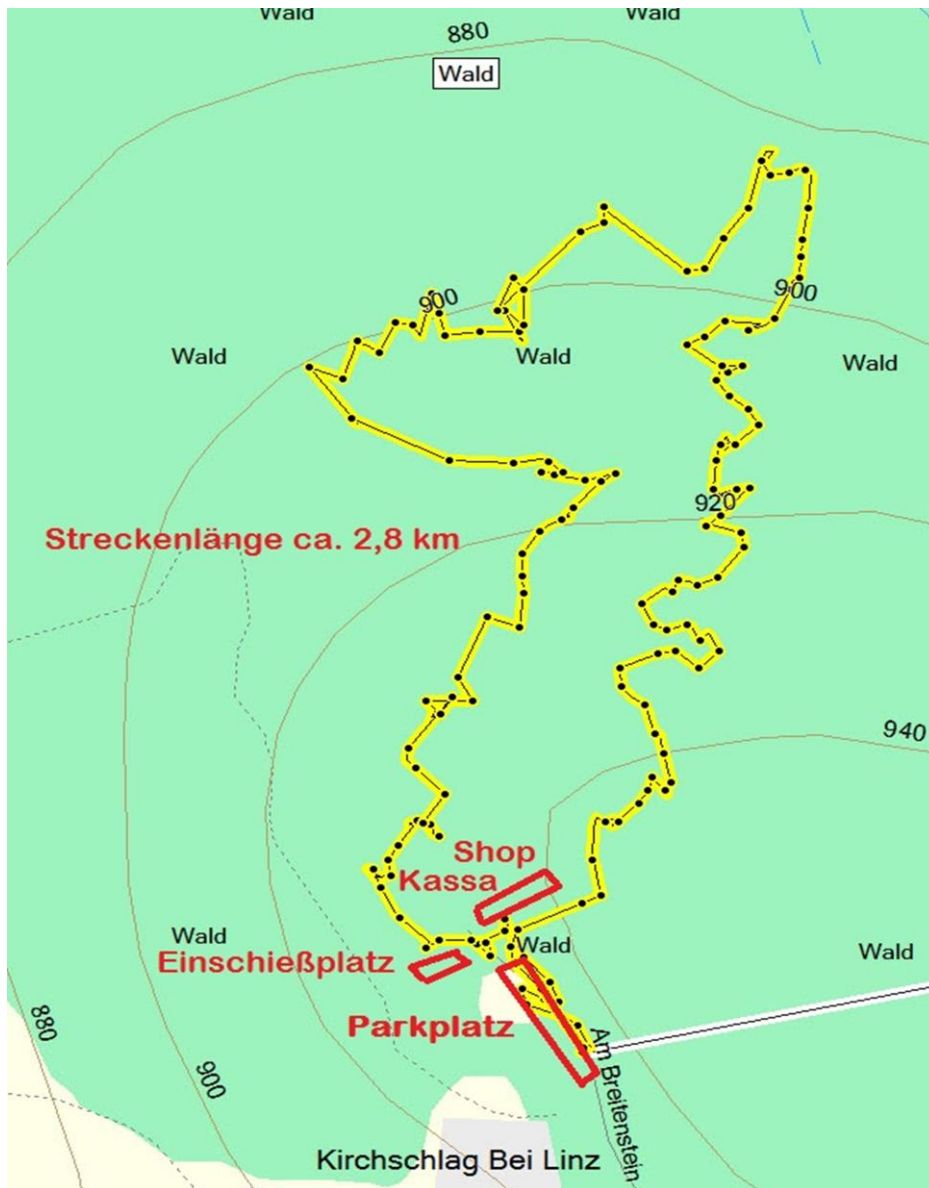 Wald
Wald
880
Wald
900
900
Wald
Wald
Wald
920
Streckenlänge ca. 2,8 km
940
Shop
Kassa
Wald
Wald
Wald
Einschießplatz
Parkplatz
880
900
Am Breitenstein
Kirchschlag Bei Linz